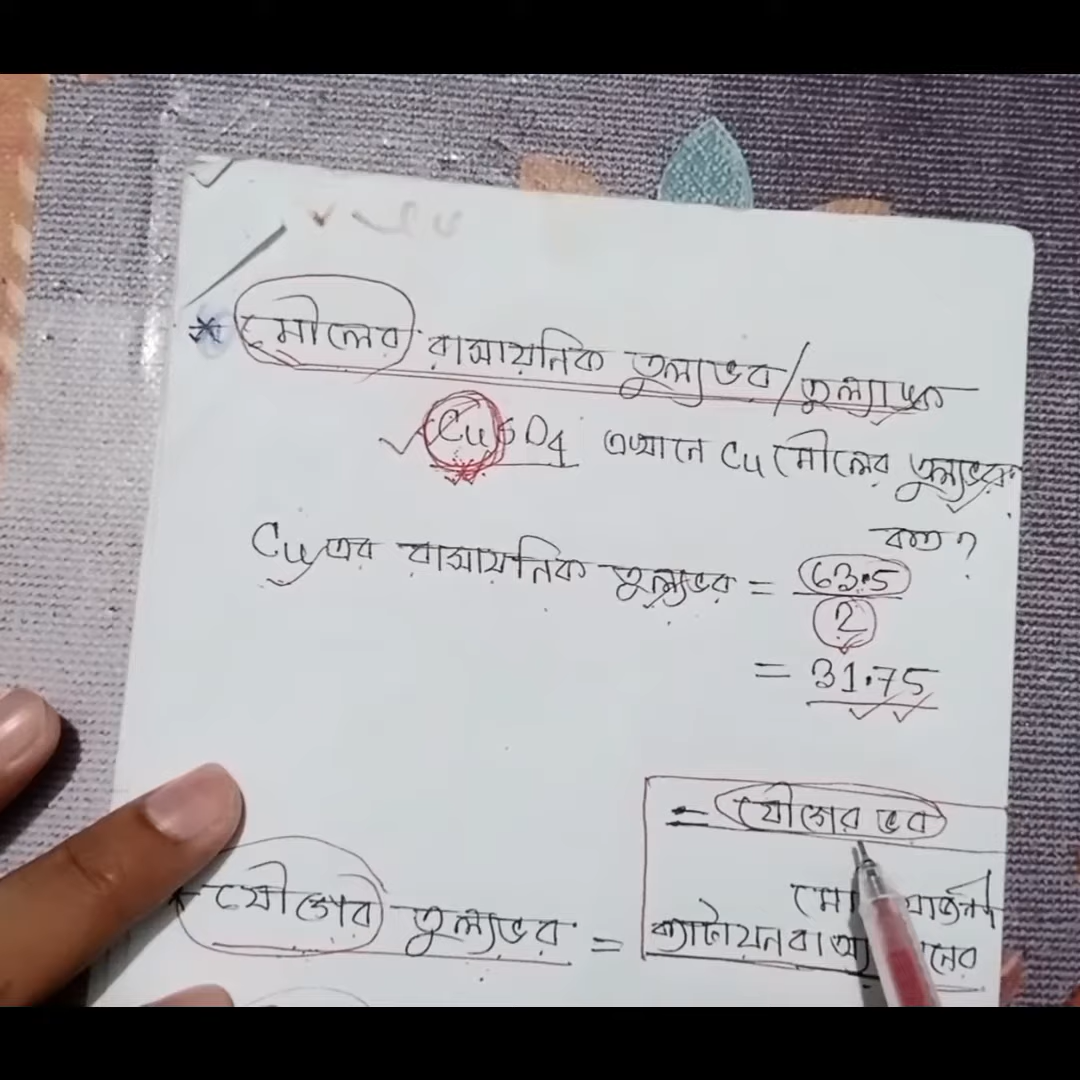 * মৌলের রাসায়নিক তুল্যভর/তুল্যাঙ্ক
CuSO4 এখানে Cu মৌলের তুল্যভর
কত?
Cu এর রাসায়নিক তুল্যভর = 63.5
2
= 31.75
= যৌগের ভর
ক্যাটায়ন বা
* যৌগের তুল্যভর =